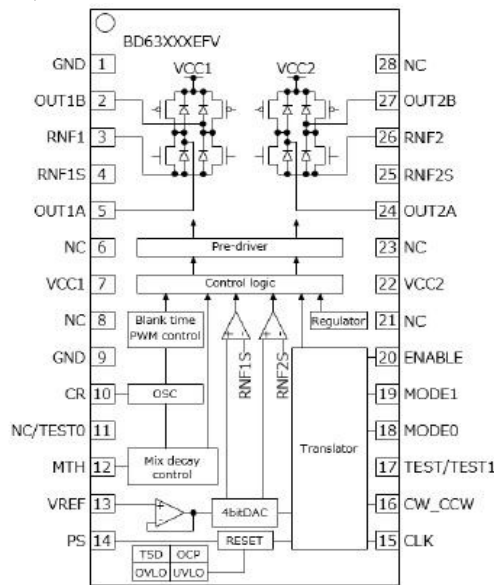 BD63XXXEFV
GND 1
28 NC
VCC1
VCC2
OUT1B 2
27 OUT2B
RNF1 3
26 RNF2
RNF1S 4
25 RNF2S
OUT1A 5
24 OUT2A
NC 6
Pre-driver
23 NC
VCC1 7
Control logic
22 VCC2
NC 8
Blank time
PWM control
+ -
+ -
Regulator
21 NC
GND 9
RNF1S
RNF2S
20 ENABLE
CR 10
OSC
19 MODE1
NC/TEST0 11
Translator
18 MODE0
MTH 12
Mix decay
control
17 TEST/TEST1
VREF 13
+
-
4bitDAC
16 CW_CCW
PS 14
RESET
15 CLK
TSD OCP
OVLO UVLO